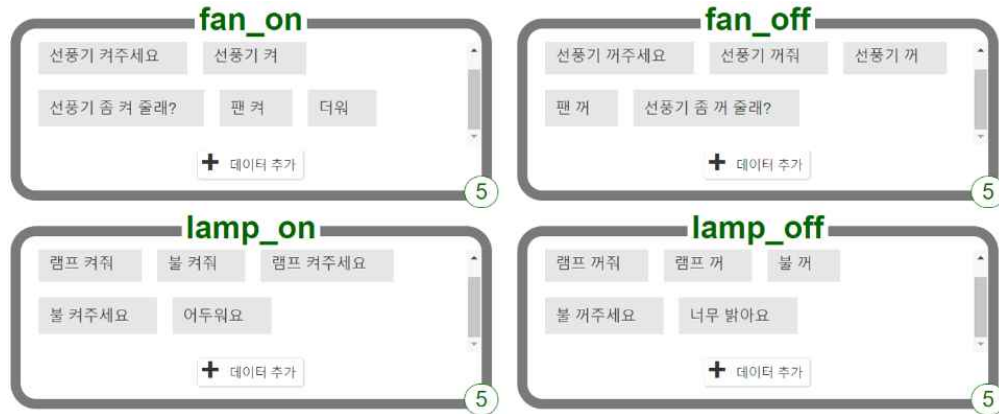 fan_on
선풍기 켜주세요 선풍기 켜
선풍기 좀 켜 줄래? 팬 켜 더워
+ 데이터 추가
5
fan_off
선풍기 꺼주세요 선풍기 꺼줘 선풍기 꺼
팬 꺼 선풍기 좀 꺼 줄래?
+ 데이터 추가
5
lamp_on
램프 켜줘 불 켜줘 램프 켜주세요
불 켜주세요 어두워요
+ 데이터 추가
5
lamp_off
램프 꺼줘 램프 꺼 불 꺼
불 꺼주세요 너무 밝아요
+ 데이터 추가
5